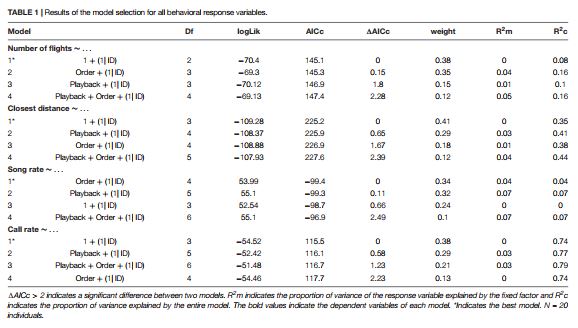 TABLE 1 | Results of the model selection for all behavioral response variables.
Model Df logLik AICc ΔAICc weight R²m R²c
Number of flights ~ …
1* 1 + (1| ID) 2 −70.4 145.1 0 0.38 0 0.08
2 Order + (1| ID) 3 −69.3 145.3 0.15 0.35 0.04 0.16
3 Playback + (1| ID) 3 −70.12 146.9 1.8 0.15 0.01 0.1
4 Playback + Order + (1| ID) 4 −69.13 147.4 2.28 0.12 0.05 0.16
Closest distance ~ …
1* 1 + (1| ID) 3 −109.28 225.2 0 0.41 0 0.35
2 Playback + (1| ID) 4 −108.37 225.9 0.65 0.29 0.03 0.41
3 Order + (1| ID) 4 −108.88 226.9 1.67 0.18 0.01 0.38
4 Playback + Order + (1| ID) 5 −107.93 227.6 2.39 0.12 0.04 0.44
Song rate ~ …
1* Order + (1| ID) 4 53.99 −99.4 0 0.34 0.04 0.04
2 Playback + (1| ID) 5 55.1 −99.3 0.11 0.32 0.07 0.07
3 1 + (1| ID) 3 52.54 −98.7 0.66 0.24 0 0
4 Playback + Order + (1| ID) 6 55.1 −96.9 2.49 0.1 0.07 0.07
Call rate ~ …
1* 1 + (1| ID) 3 −54.52 115.5 0 0.38 0 0.74
2 Playback + (1| ID) 5 −52.42 116.1 0.58 0.29 0.03 0.77
3 Playback + Order + (1| ID) 6 −51.48 116.7 1.23 0.21 0.03 0.79
4 Order + (1| ID) 4 −54.46 117.7 2.23 0.13 0 0.74
ΔAICc > 2 indicates a significant difference between two models. R²m indicates the proportion of variance of the response variable explained by the fixed factor and R²c
indicates the proportion of variance explained by the entire model. The bold values indicate the dependent variables of each model. *Indicates the best model. N = 20
individuals.